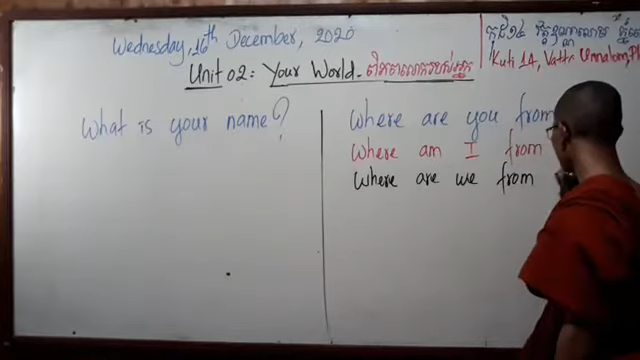 Wednesday, 16th December, 2020
Kuti 14, Vatt Unnalom, P
Unit 02: Your World.
What is your name?
Where are you from
Where am I from
Where are we from